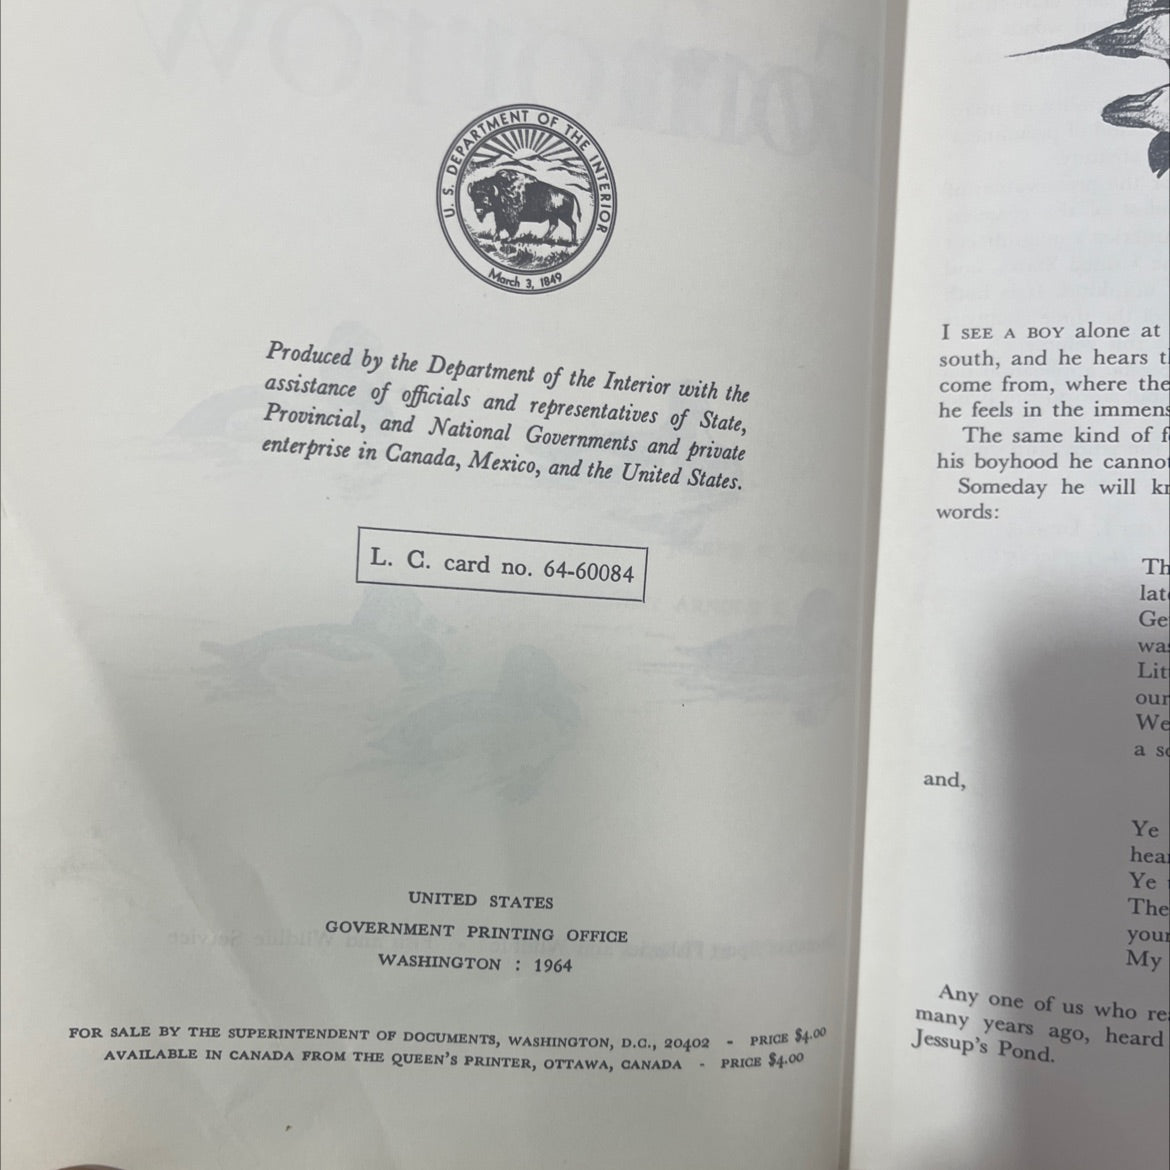 U. S. DEPARTMENT OF THE INTERIOR
March 3, 1849
Produced by the Department of the Interior with the
assistance of officials and representatives of State,
Provincial, and National Governments and private
enterprise in Canada, Mexico, and the United States.
L. C. card no. 64-60084
UNITED STATES
GOVERNMENT PRINTING OFFICE
WASHINGTON : 1964
FOR SALE BY THE SUPERINTENDENT OF DOCUMENTS, WASHINGTON, D.C., 20402 - PRICE $4.00
AVAILABLE IN CANADA FROM THE QUEEN'S PRINTER, OTTAWA, CANADA - PRICE $4.00
I SEE A BOY alone at
south, and he hears
come from, where the
he feels in the
The same kind of
his boyhood he
Someday he will
words:
We
a
and,
Ye
Ye
The
My
Any one of us who
many years ago, heard
Jessup's Pond.